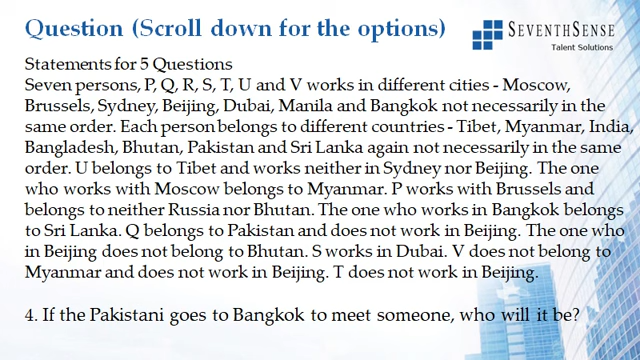 Question (Scroll down for the options)
SEVENTHSENSE
Talent Solutions
Statements for 5 Questions
Seven persons, P, Q, R, S, T, U and V works in different cities - Moscow,
Brussels, Sydney, Beijing, Dubai, Manila and Bangkok not necessarily in the
same order. Each person belongs to different countries - Tibet, Myanmar, India,
Bangladesh, Bhutan, Pakistan and Sri Lanka again not necessarily in the same
order. U belongs to Tibet and works neither in Sydney nor Beijing. The one
who works with Moscow belongs to Myanmar. P works with Brussels and
belongs to neither Russia nor Bhutan. The one who works in Bangkok belongs
to Sri Lanka. Q belongs to Pakistan and does not work in Beijing. The one who
in Beijing does not belong to Bhutan. S works in Dubai. V does not belong to
Myanmar and does not work in Beijing. T does not work in Beijing.
4. If the Pakistani goes to Bangkok to meet someone, who will it be?